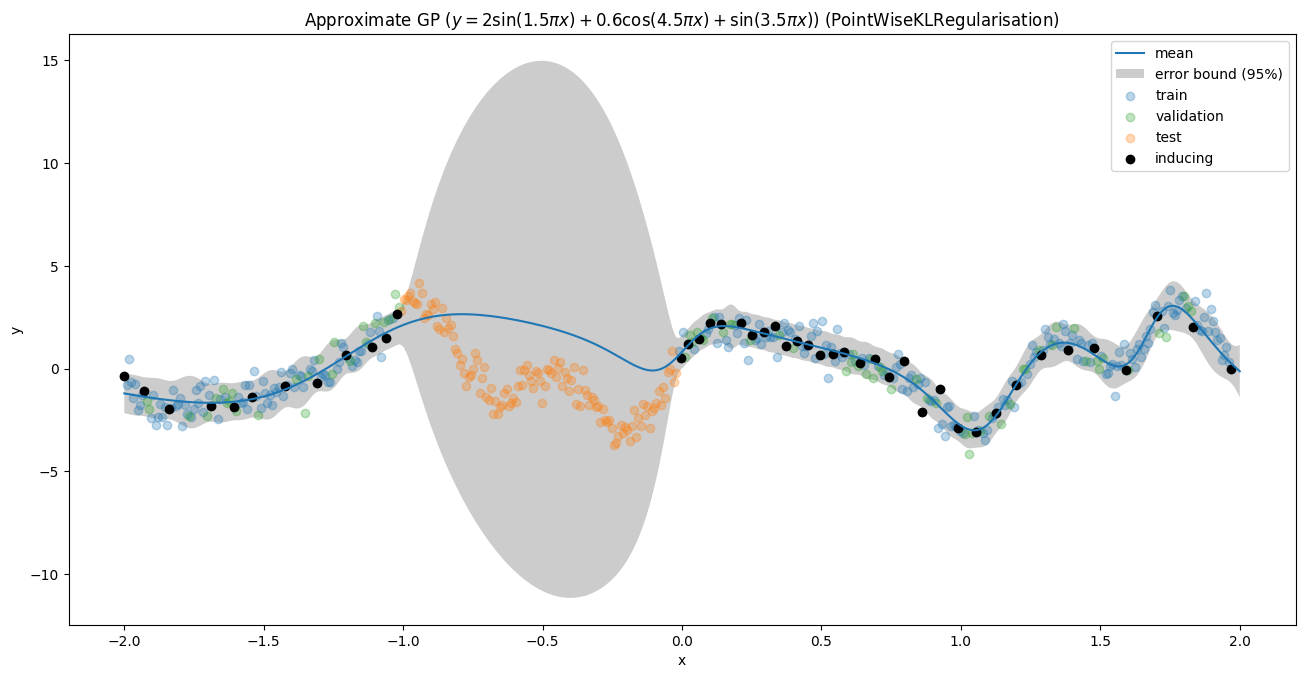 Approximate GP (y = 2sin(1.5πx) + 0.6cos(4.5πx) + sin(3.5πx)) (PointWiseKLRegularisation)
mean
error bound (95%)
train
validation
test
inducing
15
10
5
0
−5
−10
y
−2.0 −1.5 −1.0 −0.5 0.0 0.5 1.0 1.5 2.0
x